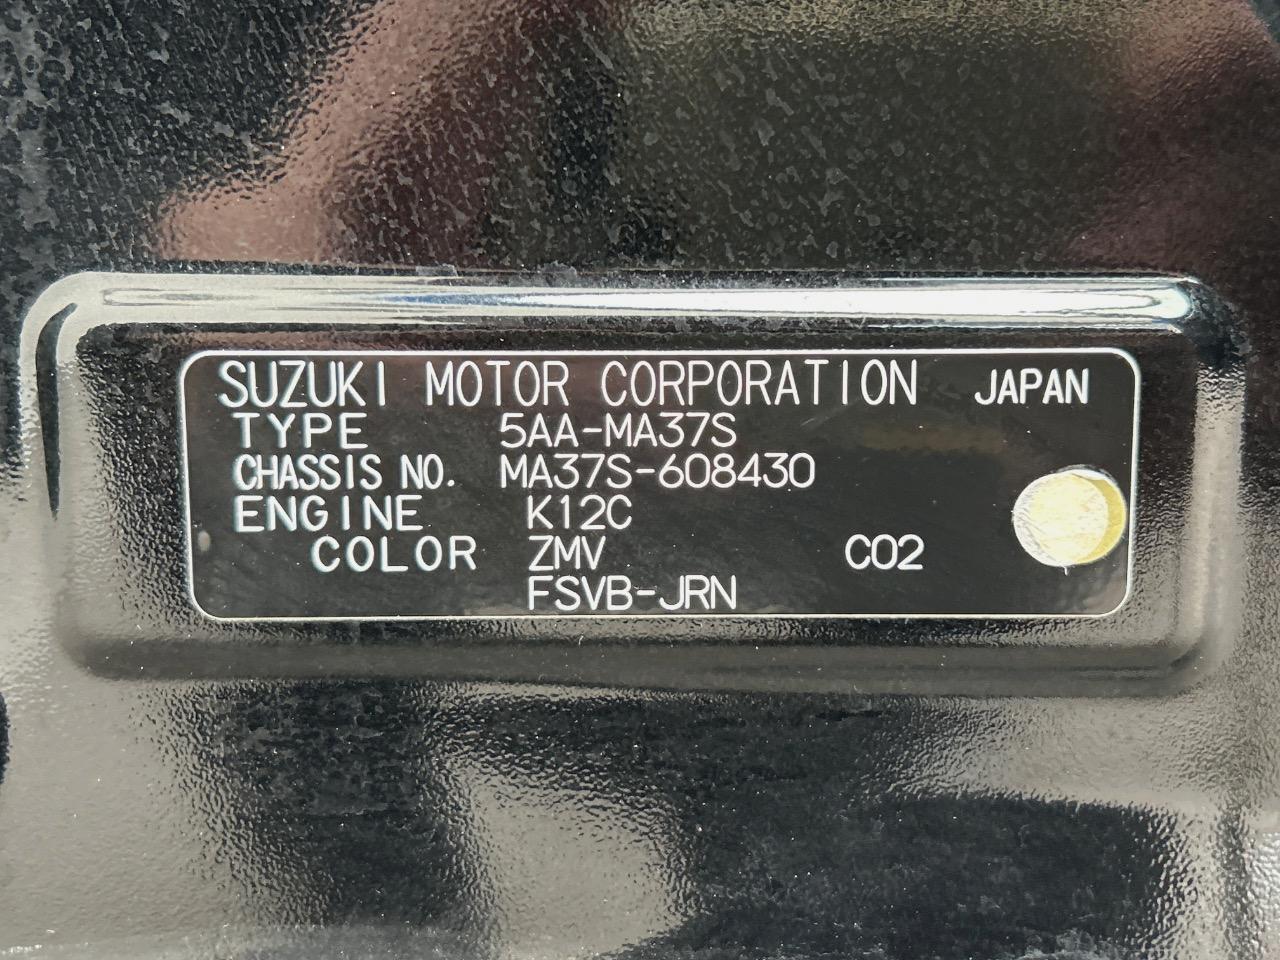 SUZUKI MOTOR CORPORATION JAPAN
TYPE 5AA-MA37S
CHASSIS NO. MA37S-608430
ENGINE K12C
COLOR ZMV C02
FSVB-JRN